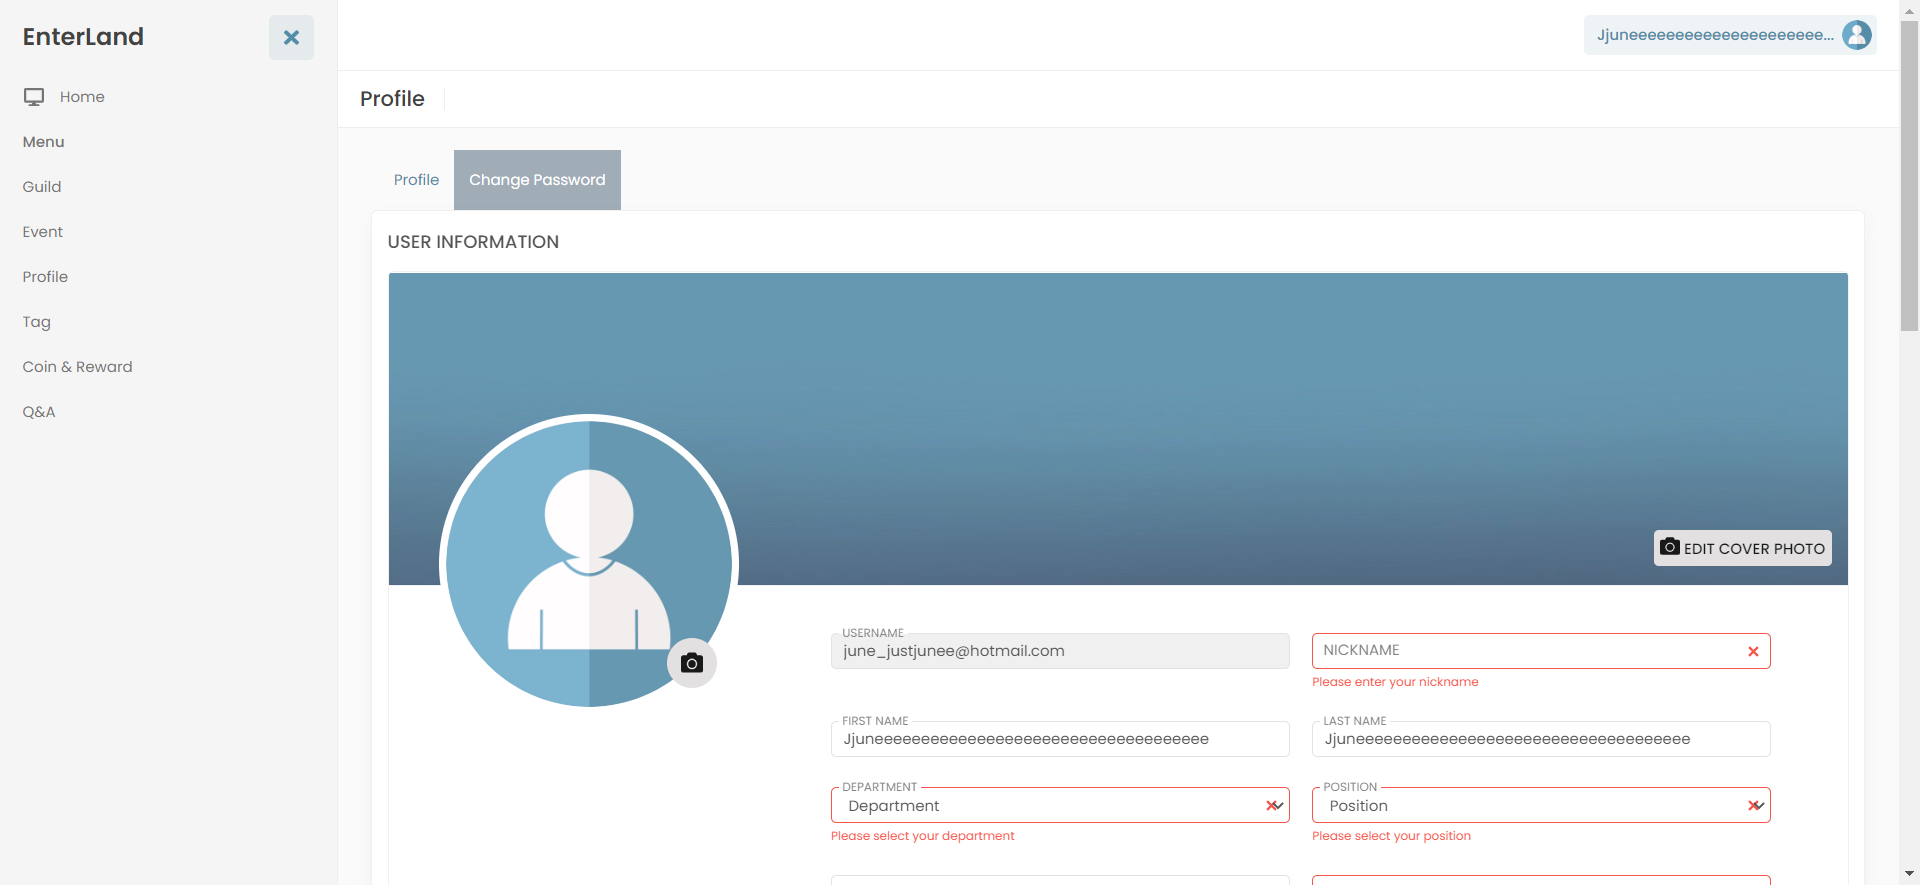 EnterLand
Home
Menu
Guild
Event
Profile
Tag
Coin & Reward
Q&A
Jjuneeeeeeeeeeeeeeeeeeeee...
Profile
Profile
Change Password
USER INFORMATION
EDIT COVER PHOTO
USERNAME
june_justjunee@hotmail.com
NICKNAME
Please enter your nickname
FIRST NAME
Jjuneeeeeeeeeeeeeeeeeeeeeeeeeeeeeeeeeeee
LAST NAME
Jjuneeeeeeeeeeeeeeeeeeeeeeeeeeeeeeeeeeee
DEPARTMENT
Department
Please select your department
POSITION
Position
Please select your position